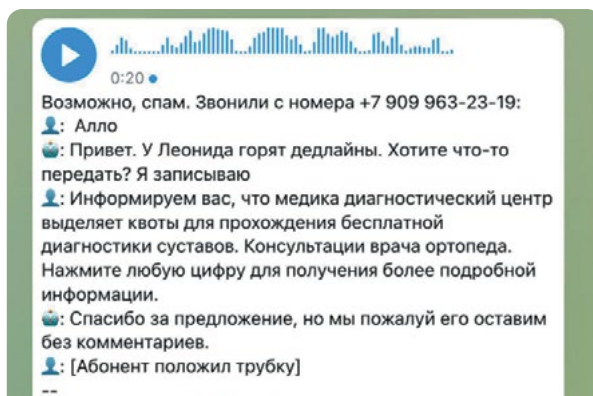 0:20
Возможно, спам. Звонили с номера +7 909 963-23-19:
👤: Алло
🤖: Привет. У Леонида горят дедлайны. Хотите что-то
передать? Я записываю
👤: Информируем вас, что медика диагностический центр
выделяет квоты для прохождения бесплатной
диагностики суставов. Консультации врача ортопеда.
Нажмите любую цифру для получения более подробной
информации.
🤖: Спасибо за предложение, но мы пожалуй его оставим
без комментариев.
👤: [Абонент положил трубку]
--